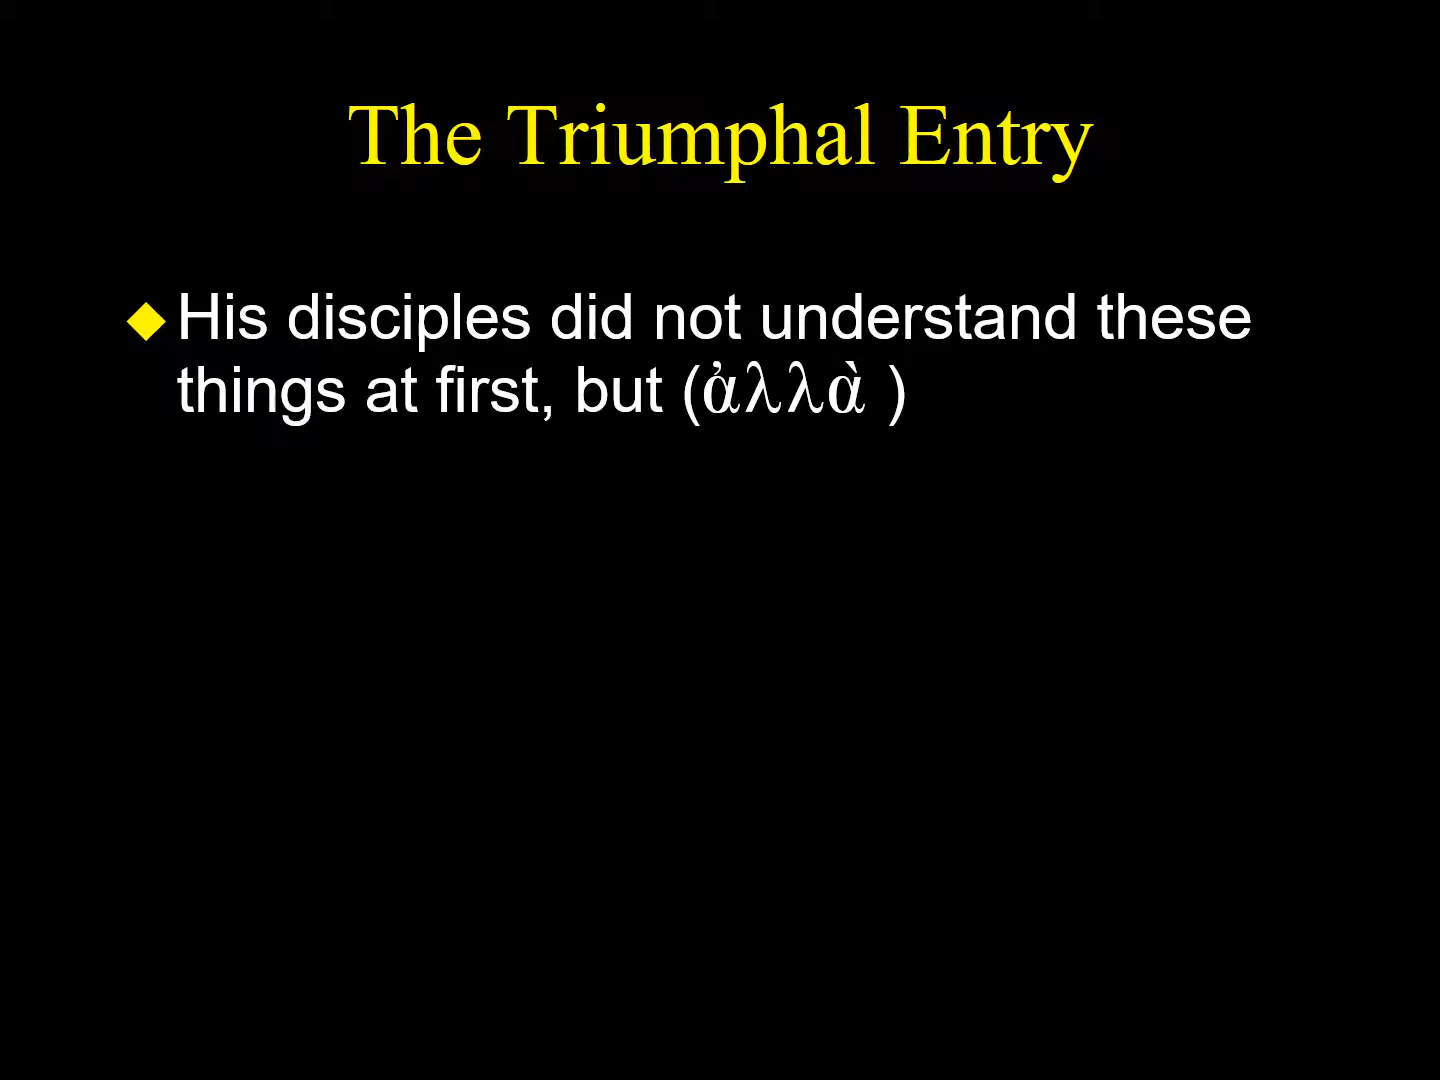 The Triumphal Entry
His disciples did not understand these
things at first, but (ἀλλὰ )